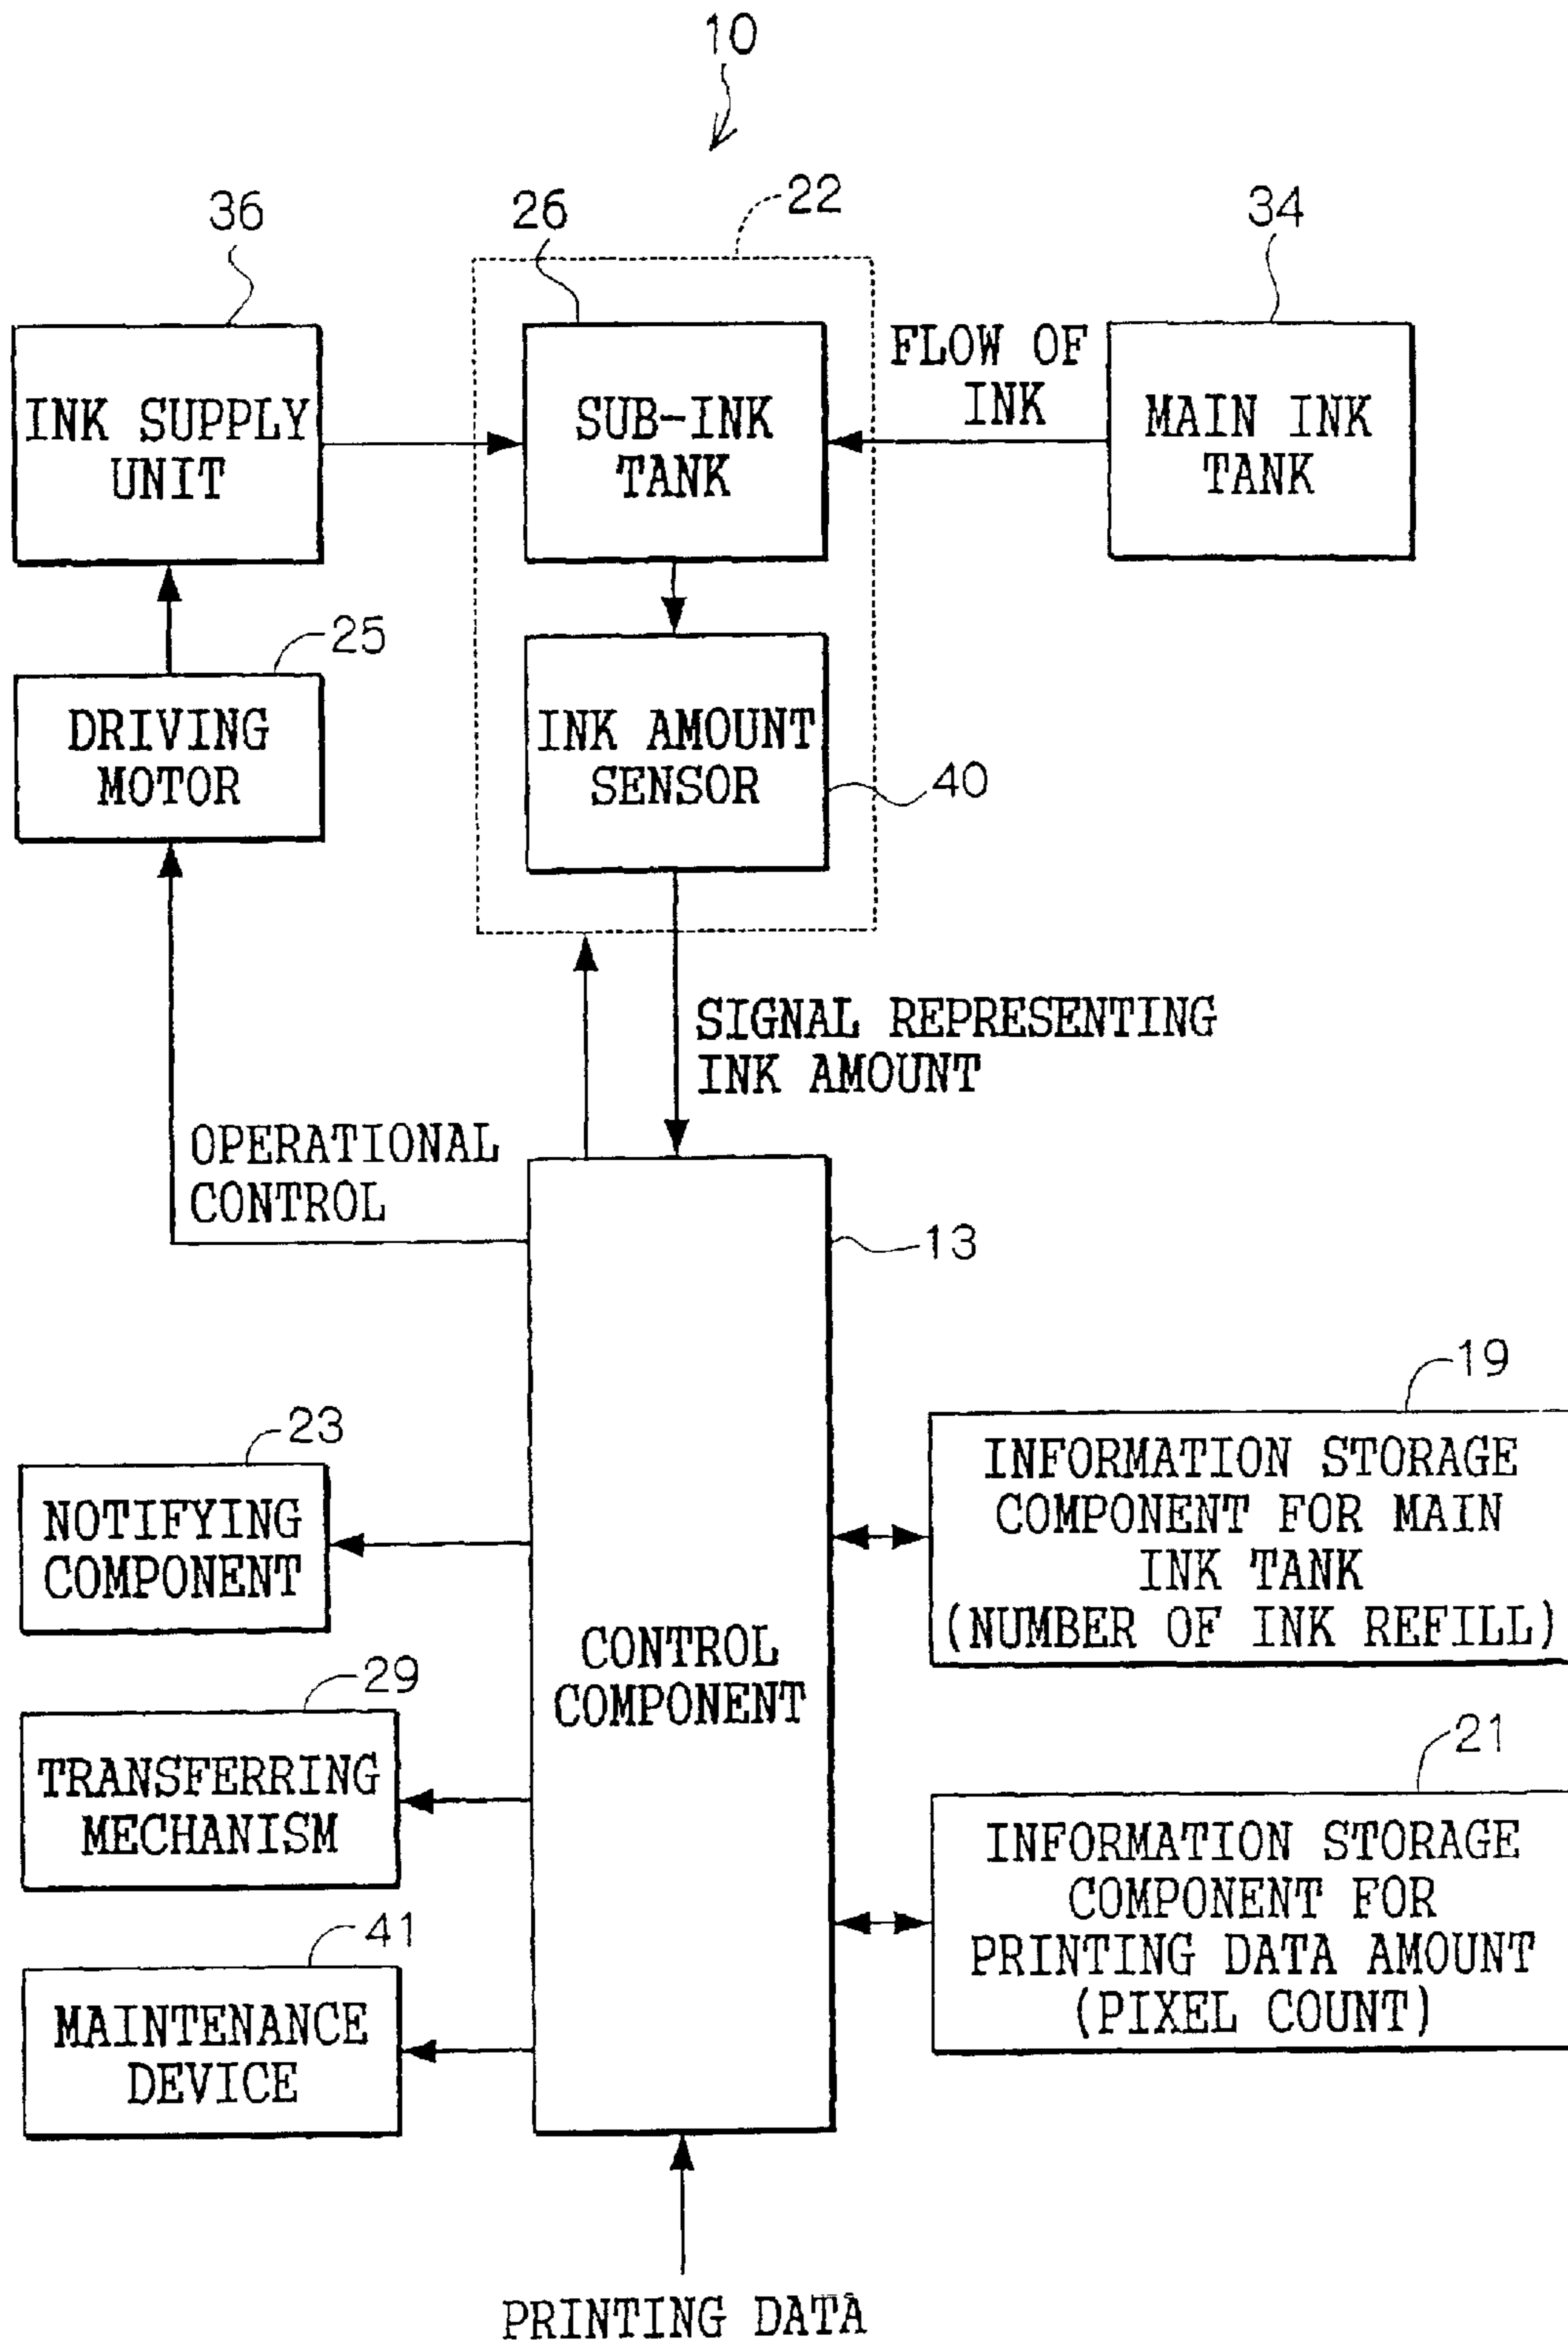 10
36
26
22
34
INK SUPPLY
UNIT
SUB-INK
TANK
FLOW OF
INK
MAIN INK
TANK
25
DRIVING
MOTOR
INK AMOUNT
SENSOR
40
SIGNAL REPRESENTING
INK AMOUNT
OPERATIONAL
CONTROL
13
19
23
NOTIFYING
COMPONENT
INFORMATION STORAGE
COMPONENT FOR MAIN
INK TANK
(NUMBER OF INK REFILL)
CONTROL
COMPONENT
29
TRANSFERRING
MECHANISM
21
INFORMATION STORAGE
COMPONENT FOR
PRINTING DATA AMOUNT
(PIXEL COUNT)
41
MAINTENANCE
DEVICE
PRINTING DATA